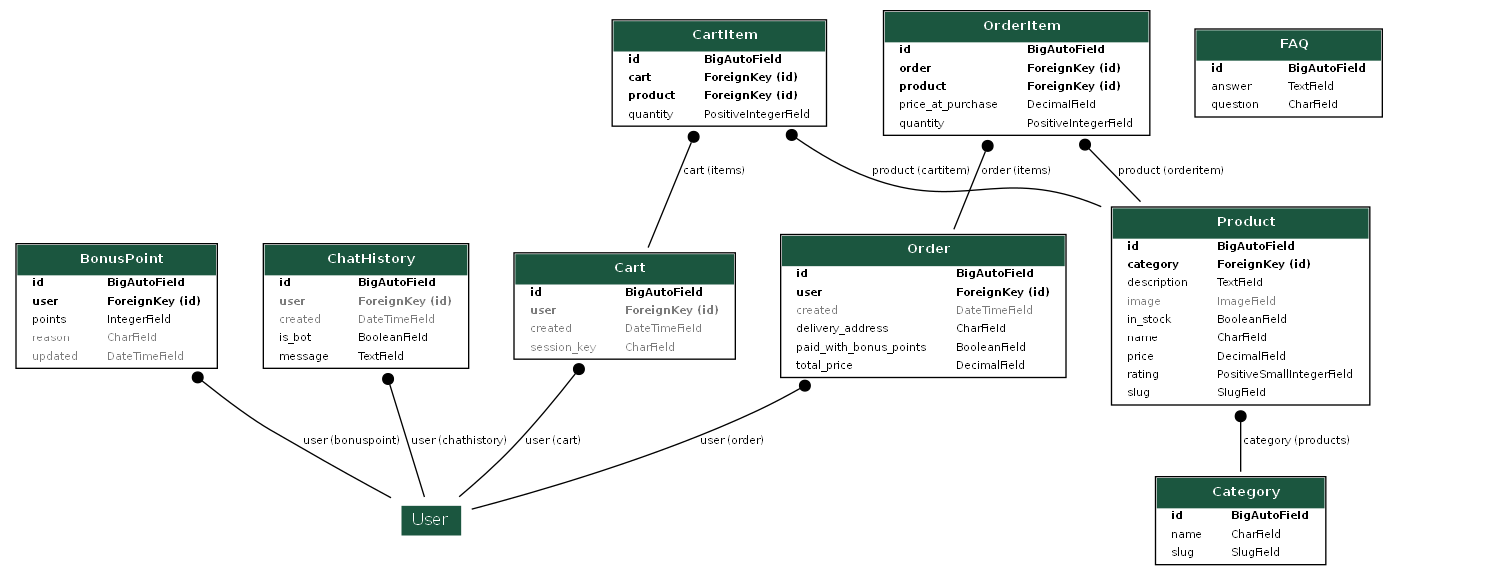 CartItem
id BigAutoField
cart ForeignKey (id)
product ForeignKey (id)
quantity PositiveIntegerField
OrderItem
id BigAutoField
order ForeignKey (id)
product ForeignKey (id)
price_at_purchase DecimalField
quantity PositiveIntegerField
FAQ
id BigAutoField
answer TextField
question CharField
cart (items)
product (cartitem)
order (items)
product (orderitem)
BonusPoint
id BigAutoField
user ForeignKey (id)
points IntegerField
reason CharField
updated DateTimeField
ChatHistory
id BigAutoField
user ForeignKey (id)
created DateTimeField
is_bot BooleanField
message TextField
Cart
id BigAutoField
user ForeignKey (id)
created DateTimeField
session_key CharField
Order
id BigAutoField
user ForeignKey (id)
created DateTimeField
delivery_address CharField
paid_with_bonus_points BooleanField
total_price DecimalField
Product
id BigAutoField
category ForeignKey (id)
description TextField
image ImageField
in_stock BooleanField
name CharField
price DecimalField
rating PositiveSmallIntegerField
slug SlugField
user (bonuspoint)
user (chathistory)
user (cart)
user (order)
category (products)
User
Category
id BigAutoField
name CharField
slug SlugField